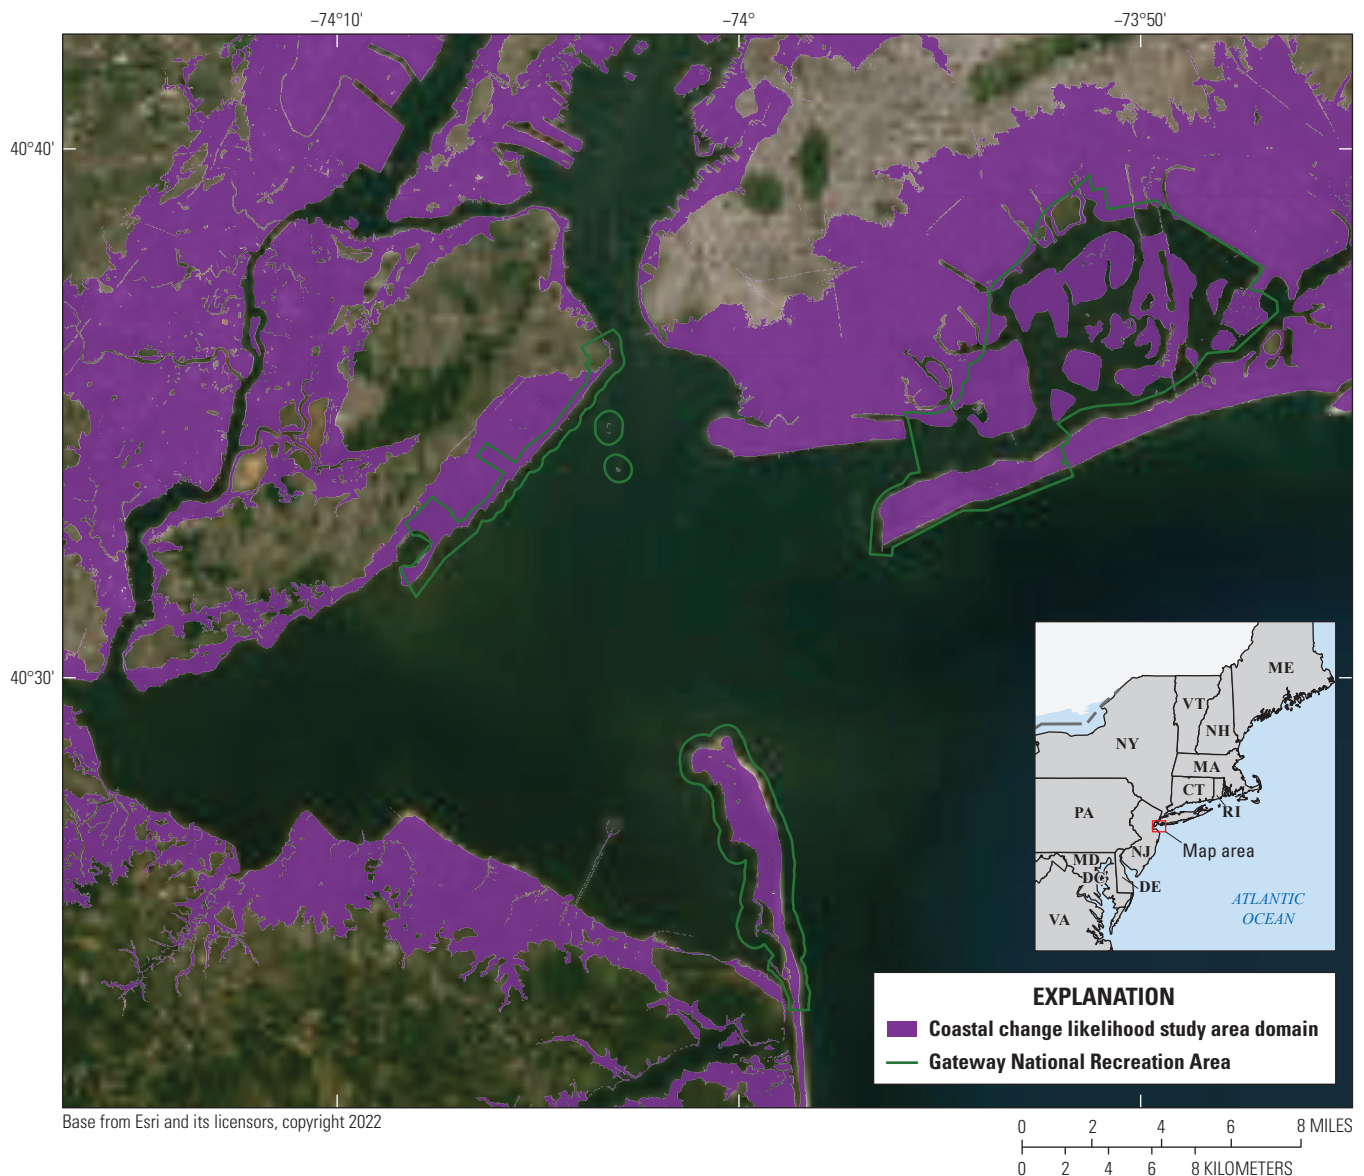 −74°10' −74° −73°50'
40°40'
40°30'
ME
VT
NH
NY
MA
CT
RI
PA
NJ
Map area
MD
DC
DE
VA
ATLANTIC
OCEAN
EXPLANATION
Coastal change likelihood study area domain
Gateway National Recreation Area
Base from Esri and its licensors, copyright 2022
0 2 4 6 8 MILES
0 2 4 6 8 KILOMETERS